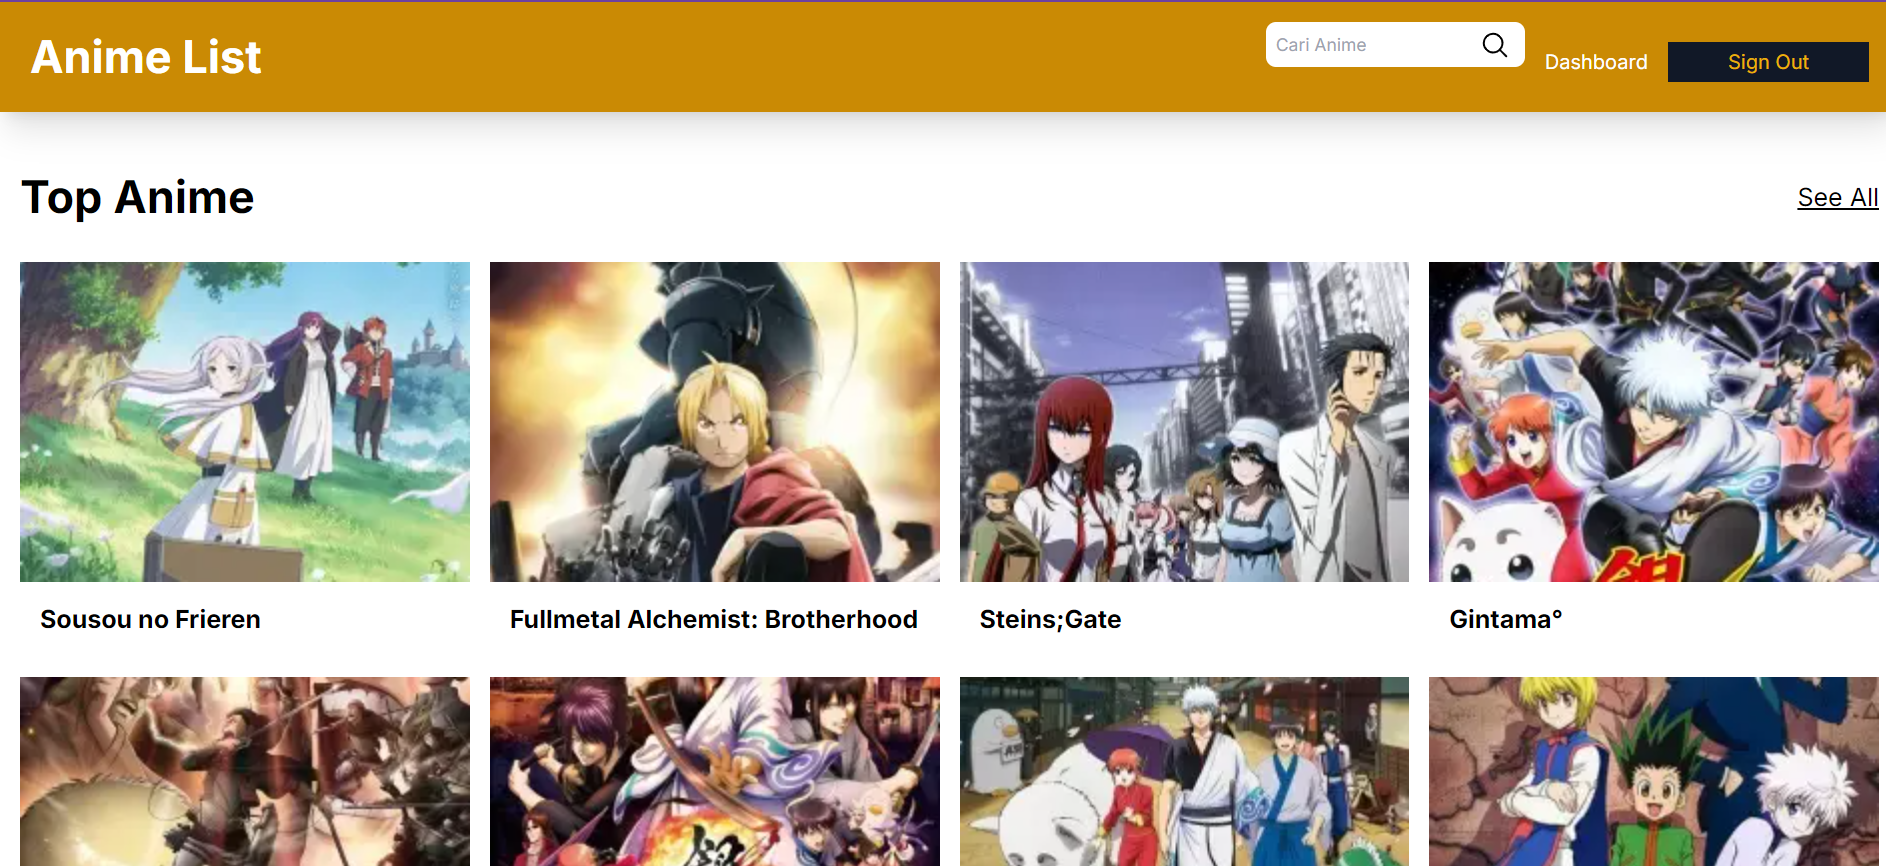 Anime List
Cari Anime
Dashboard
Sign Out
Top Anime
See All
Sousou no Frieren
Fullmetal Alchemist: Brotherhood
Steins;Gate
Gintama°